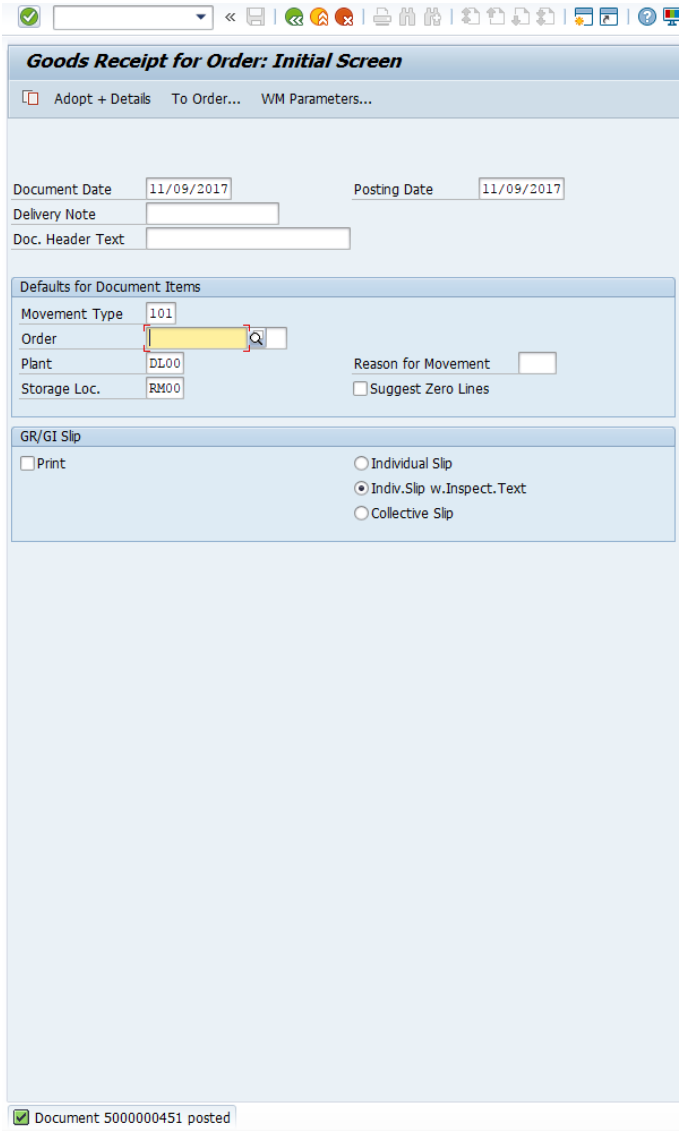 Goods Receipt for Order: Initial Screen
Adopt + Details To Order... WM Parameters...
Document Date 11/09/2017 Posting Date 11/09/2017
Delivery Note
Doc. Header Text
Defaults for Document Items
Movement Type 101
Order
Plant DL00 Reason for Movement
Storage Loc. RM00 Suggest Zero Lines
GR/GI Slip
Print Individual Slip
Indiv.Slip w.Inspect.Text
Collective Slip
Document 5000000451 posted